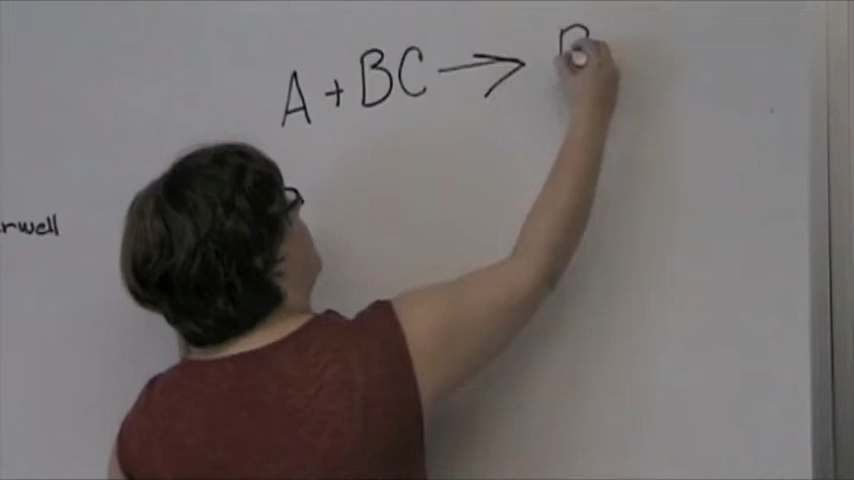 A + BC → B
rwell